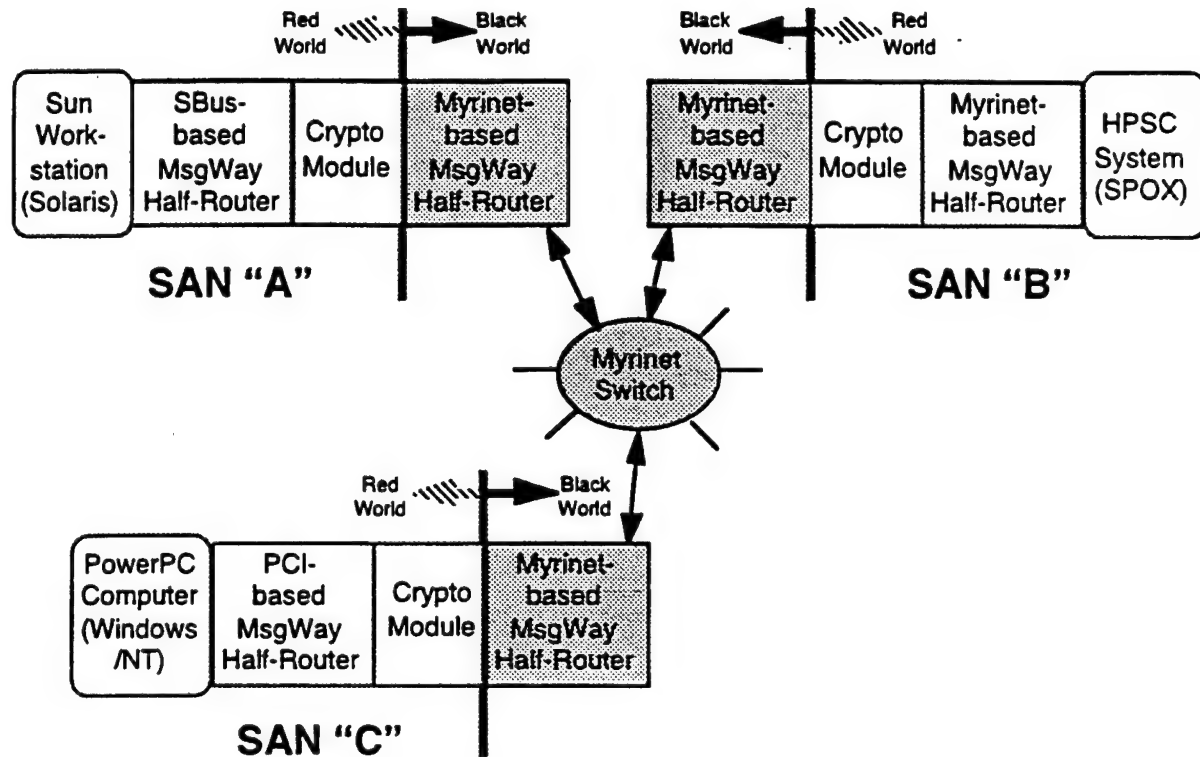 Red
World
Black
World
Black
World
Red
World
Sun
Work-
station
(Solaris)
SBus-
based
MsgWay
Half-Router
Crypto
Module
Myrinet-
based
MsgWay
Half-Router
Myrinet-
based
MsgWay
Half-Router
Crypto
Module
Myrinet-
based
MsgWay
Half-Router
HPSC
System
(SPOX)
SAN “A”
SAN “B”
Myrinet
Switch
Red
World
Black
World
PowerPC
Computer
(Windows
/NT)
PCI-
based
MsgWay
Half-Router
Crypto
Module
Myrinet-
based
MsgWay
Half-Router
SAN “C”